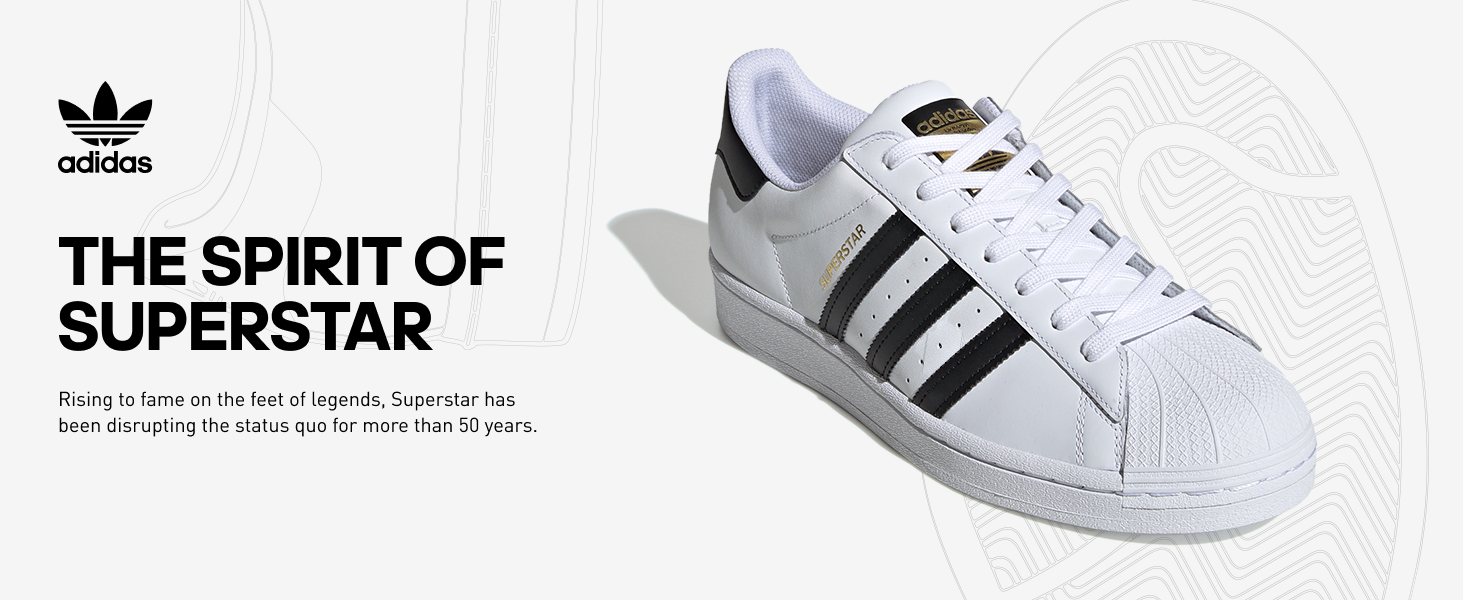 adidas
THE SPIRIT OF
SUPERSTAR
Rising to fame on the feet of legends, Superstar has
been disrupting the status quo for more than 50 years.
adidas
SUPERSTAR